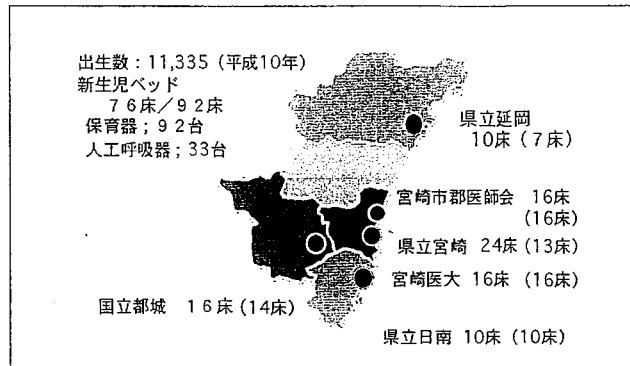 出生数：11,335（平成10年）
新生児ベッド
７６床／９２床
保育器；９２台
人工呼吸器；33台
県立延岡
10床（７床）
宮崎市郡医師会　16床
（16床）
県立宮崎　24床（13床）
宮崎医大　16床　（16床）
国立都城　１６床（14床）
県立日南　10床（10床）